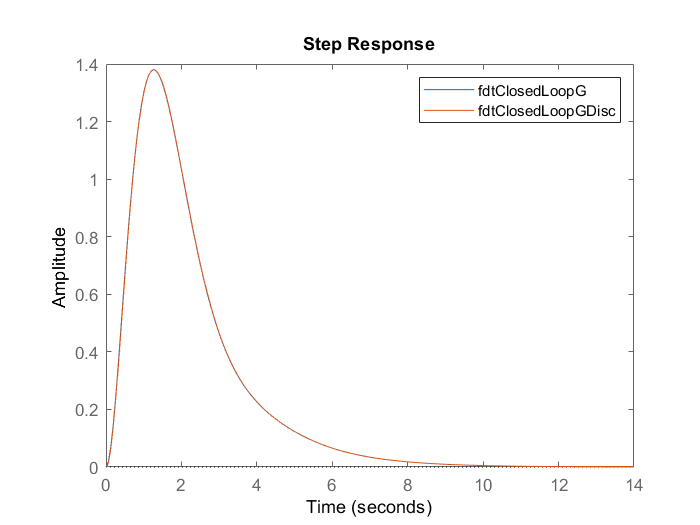 Step Response
fdtClosedLoopG
fdtClosedLoopGDisc
Amplitude
1.4
1.2
1
0.8
0.6
0.4
0.2
0
0 2 4 6 8 10 12 14
Time (seconds)